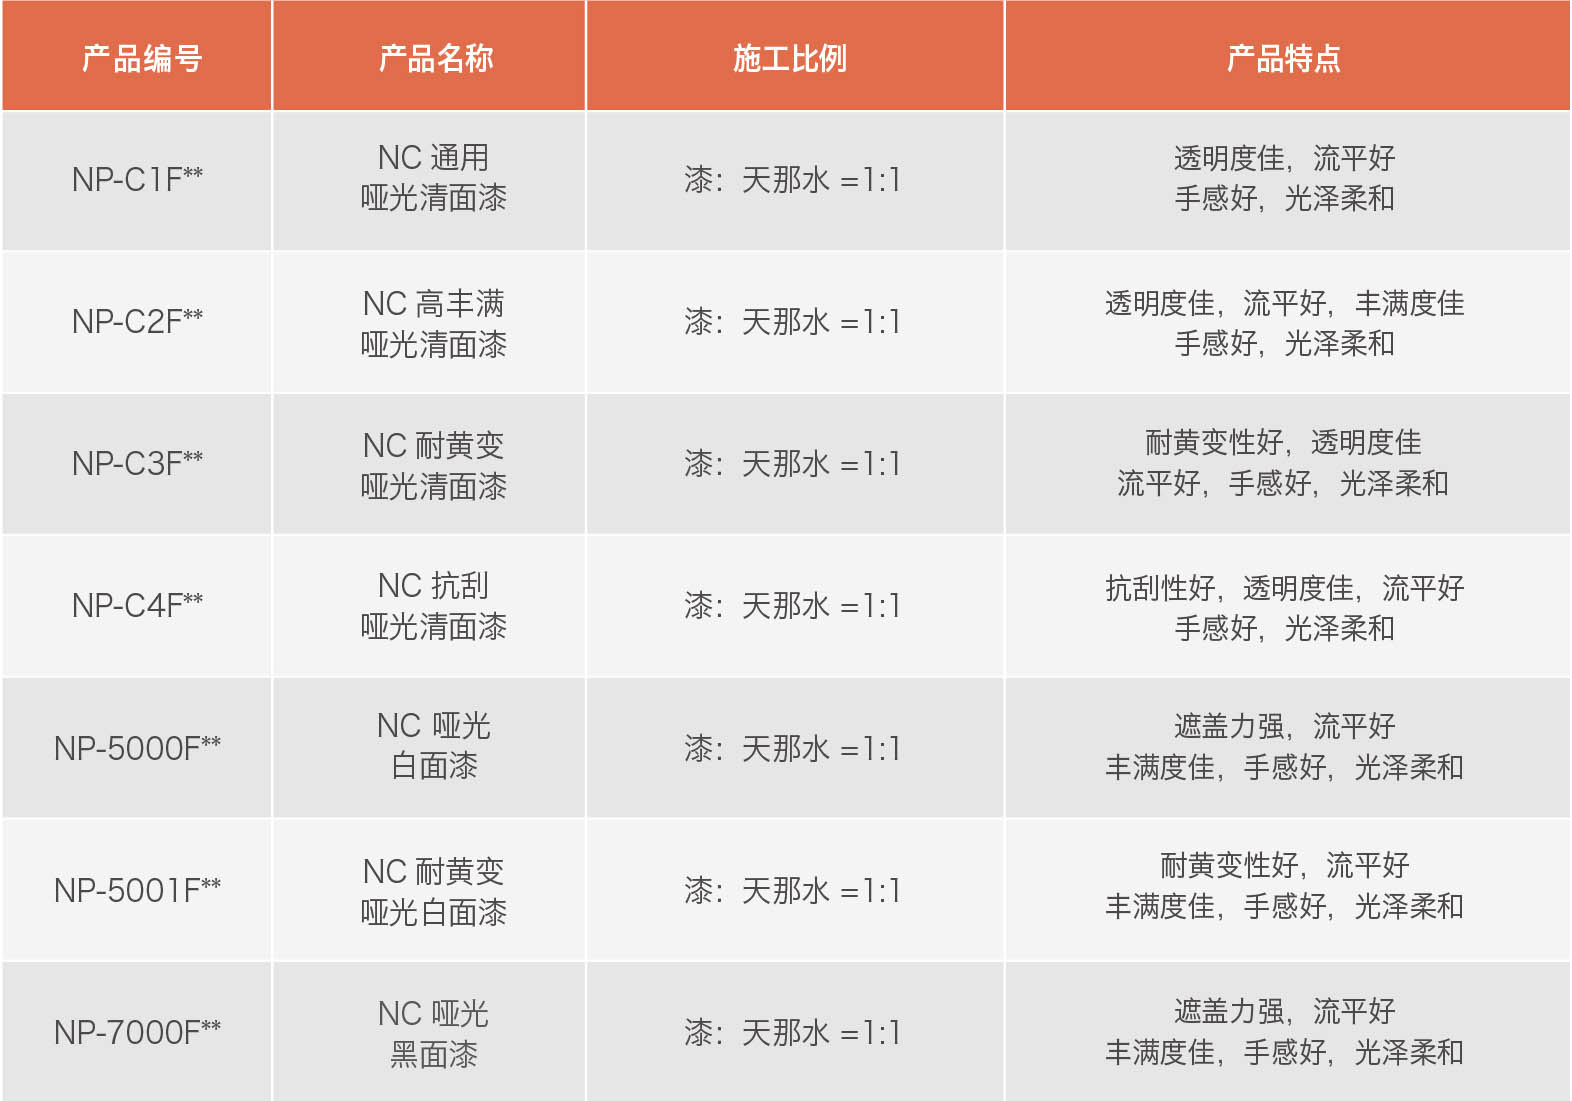 产品编号 产品名称 施工比例 产品特点
NP-C1F** NC 通用 漆：天那水 =1:1 透明度佳，流平好
哑光清面漆 手感好，光泽柔和
NP-C2F** NC 高丰满 漆：天那水 =1:1 透明度佳，流平好，丰满度佳
哑光清面漆 手感好，光泽柔和
NP-C3F** NC 耐黄变 漆：天那水 =1:1 耐黄变性好，透明度佳
哑光清面漆 流平好，手感好，光泽柔和
NP-C4F** NC 抗刮 漆：天那水 =1:1 抗刮性好，透明度佳，流平好
哑光清面漆 手感好，光泽柔和
NP-5000F** NC 哑光 漆：天那水 =1:1 遮盖力强，流平好
白面漆 丰满度佳，手感好，光泽柔和
NP-5001F** NC 耐黄变 漆：天那水 =1:1 耐黄变性好，流平好
哑光白面漆 丰满度佳，手感好，光泽柔和
NP-7000F** NC 哑光 漆：天那水 =1:1 遮盖力强，流平好
黑面漆 丰满度佳，手感好，光泽柔和